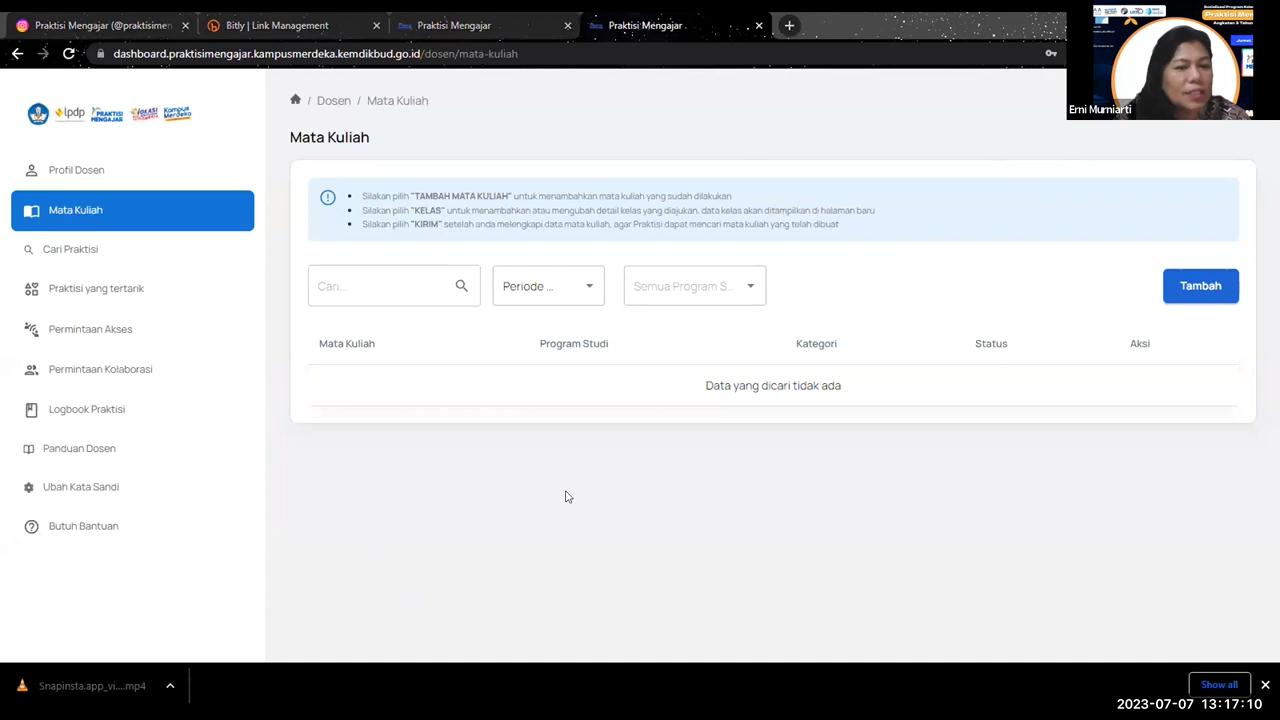 Praktisi Mengajar (@praktisimen
Bitly | Link Management
Praktisi Mengajar
dashboard.praktisimengajar.kampusmerdeka.kemdikbud.go.id/dosen/mata-kuliah
Praktisi Men
Erni Murniarti
lpdp
PRAKTISI MENGAJAR
Kampus Merdeka
/ Dosen / Mata Kuliah
Mata Kuliah
Profil Dosen
Mata Kuliah
Cari Praktisi
Praktisi yang tertarik
Permintaan Akses
Permintaan Kolaborasi
Logbook Praktisi
Panduan Dosen
Ubah Kata Sandi
Butuh Bantuan
Silakan pilih "TAMBAH MATA KULIAH" untuk menambahkan mata kuliah yang sudah dilakukan
Silakan pilih "KELAS" untuk menambahkan atau mengubah detail kelas yang diajukan, data kelas akan ditampilkan di halaman baru
Silakan pilih "KIRIM" setelah anda melengkapi data mata kuliah, agar Praktisi dapat mencari mata kuliah yang telah dibuat
Cari...
Periode ...
Semua Program S...
Tambah
Mata Kuliah Program Studi Kategori Status Aksi
Data yang dicari tidak ada
Snapinsta.app_vi....mp4
Show all
2023-07-07 13:17:10